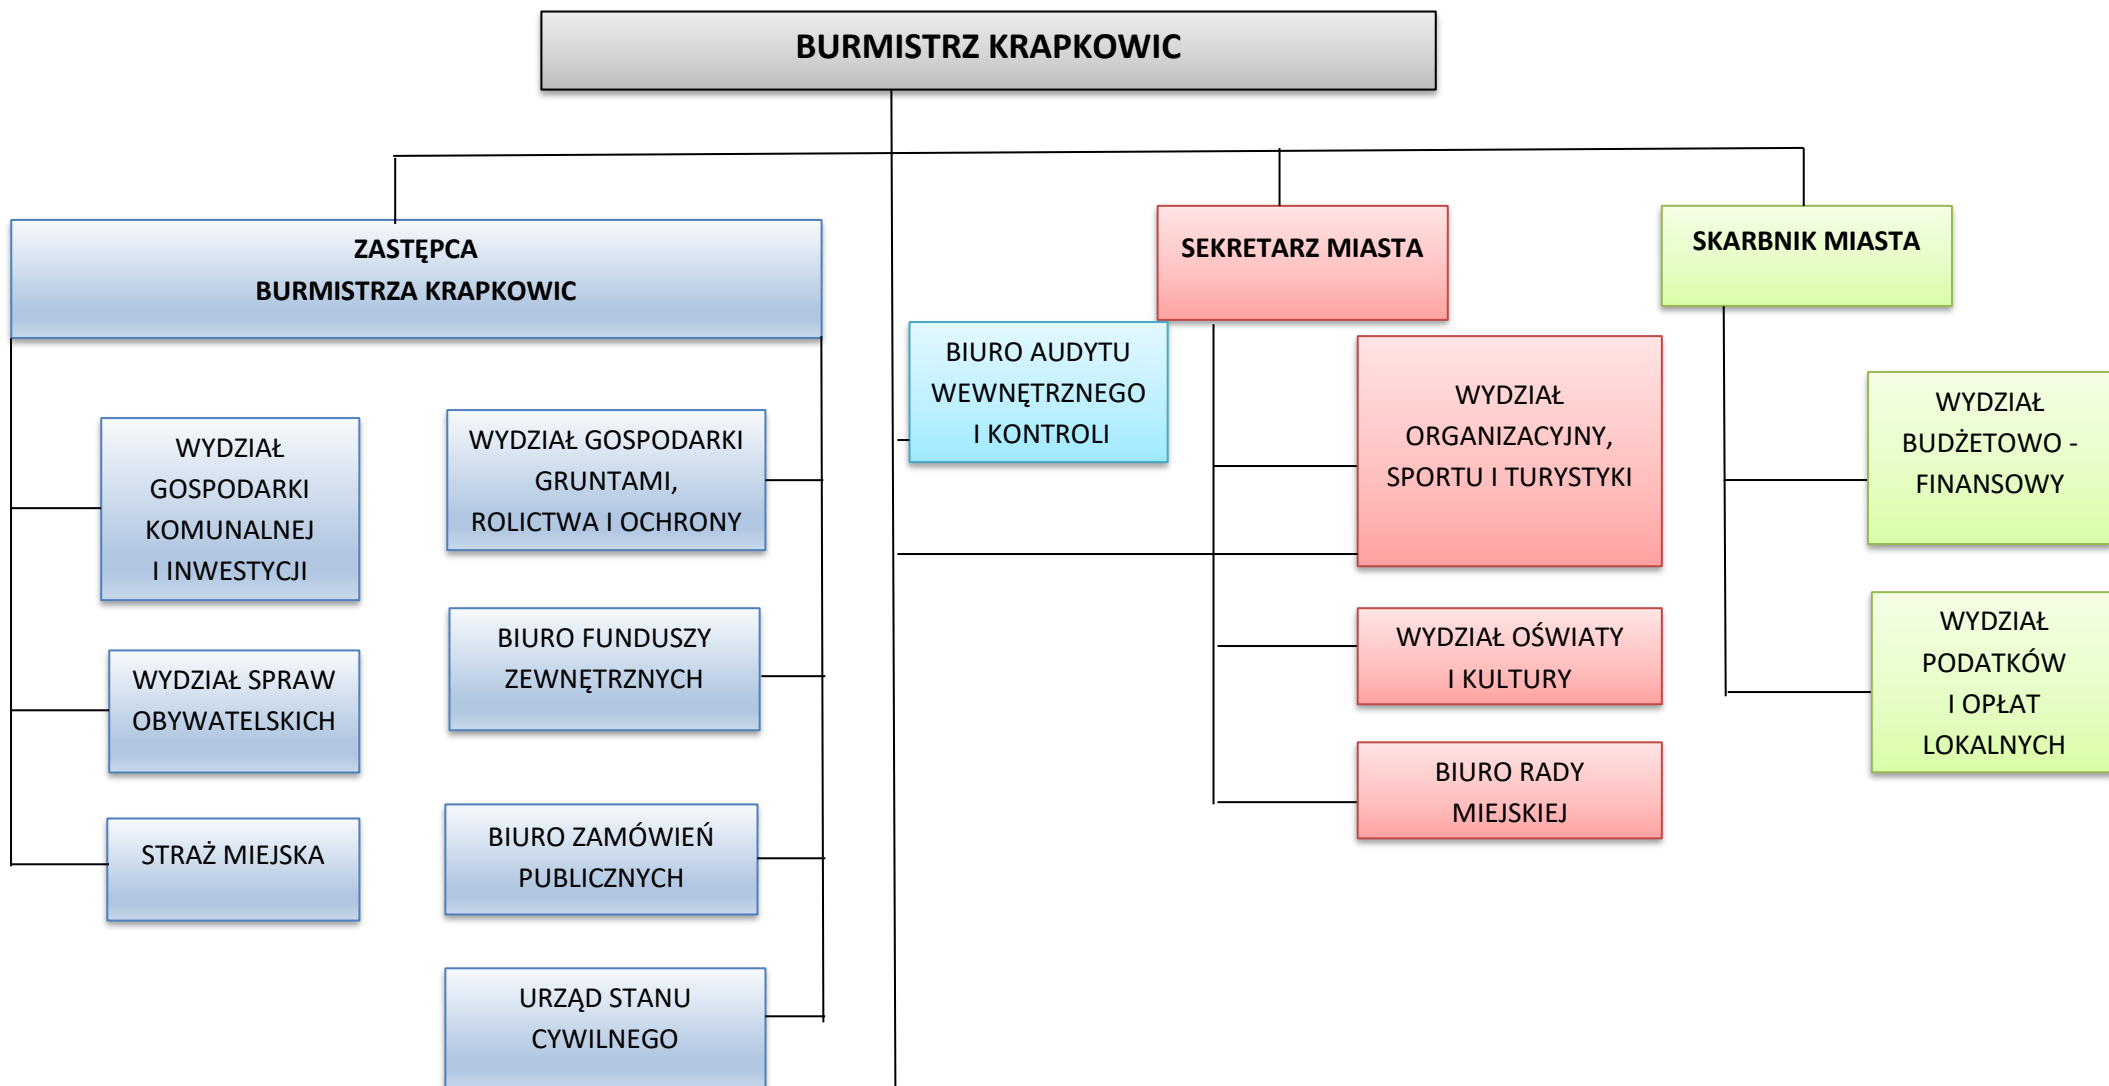 BURMISTRZ KRAPKOWIC
ZASTĘPCA
BURMISTRZA KRAPKOWIC
SEKRETARZ MIASTA
SKARBNIK MIASTA
WYDZIAŁ
GOSPODARKI
KOMUNALNEJ
I INWESTYCJI
WYDZIAŁ SPRAW
OBYWATELSKICH
STRAŻ MIEJSKA
WYDZIAŁ GOSPODARKI
GRUNTAMI,
ROLICTWA I OCHRONY
BIURO FUNDUSZY
ZEWNĘTRZNYCH
BIURO ZAMÓWIEŃ
PUBLICZNYCH
URZĄD STANU
CYWILNEGO
BIURO AUDYTU
WEWNĘTRZNEGO
I KONTROLI
WYDZIAŁ
ORGANIZACYJNY,
SPORTU I TURYSTYKI
WYDZIAŁ OŚWIATY
I KULTURY
BIURO RADY
MIEJSKIEJ
WYDZIAŁ
BUDŻETOWO -
FINANSOWY
WYDZIAŁ
PODATKÓW
I OPŁAT
LOKALNYCH